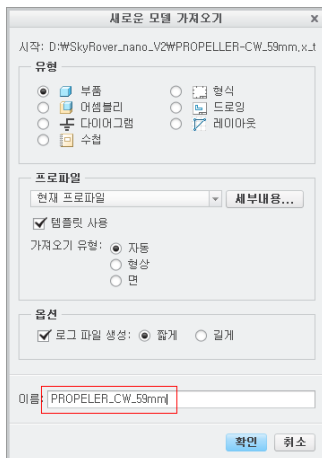 새로운 모델 가져오기 x
시작: D:₩SkyRover_nano_V2₩PROPELLER-CW_59mm.x_t
유형
부품 형식
어셈블리 드로잉
다이어그램 레이아웃
수첩
프로파일
현재 프로파일 세부내용...
템플릿 사용
가져오기 유형: 자동
형상
면
옵션
로그 파일 생성: 짧게 길게
이름: PROPELER_CW_59mm
확인 취소